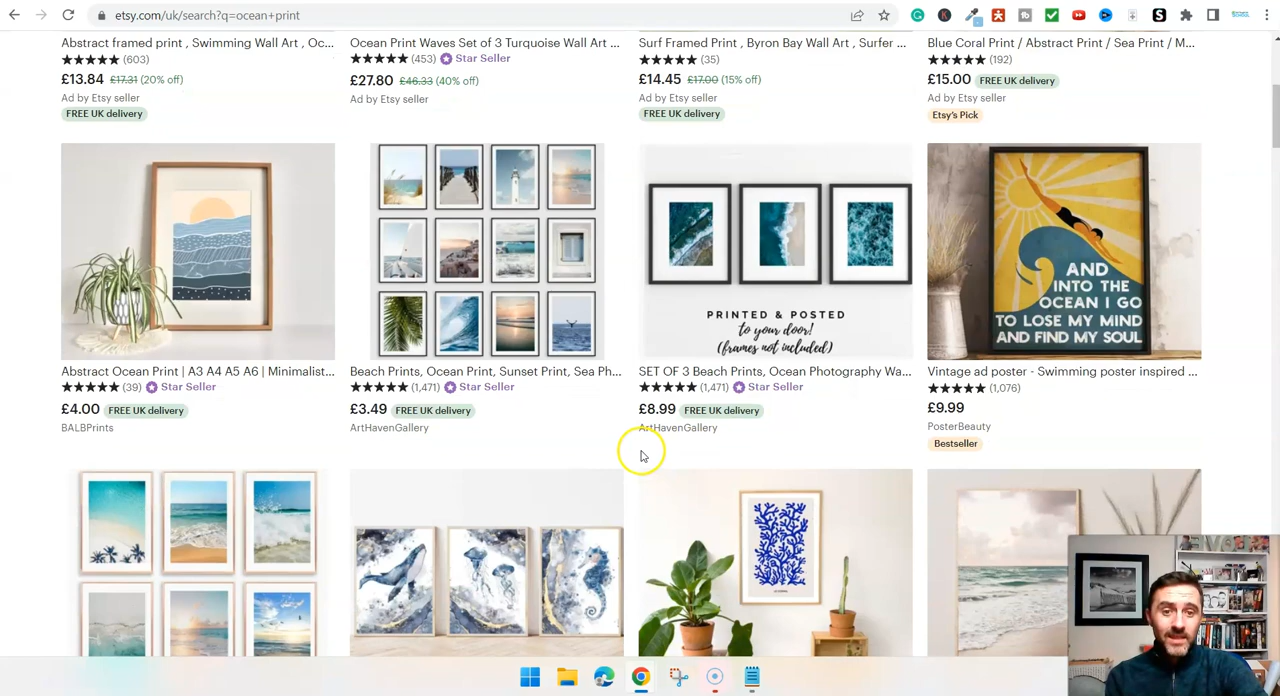 etsy.com/uk/search?q=ocean+print
Abstract framed print , Swimming Wall Art , Oc...
(603)
£13.84 £17.31 (20% off)
Ad by Etsy seller
FREE UK delivery
Ocean Print Waves Set of 3 Turquoise Wall Art ...
(453) Star Seller
£27.80 £46.33 (40% off)
Ad by Etsy seller
Surf Framed Print , Byron Bay Wall Art , Surfer ...
(35)
£14.45 £17.00 (15% off)
Ad by Etsy seller
FREE UK delivery
Blue Coral Print / Abstract Print / Sea Print / M...
(192)
£15.00 FREE UK delivery
Ad by Etsy seller
Etsy's Pick
PRINTED & POSTED
to your door!
(frames not included)
AND
INTO THE
OCEAN I GO
TO LOSE MY MIND
AND FIND MY SOUL
Abstract Ocean Print | A3 A4 A5 A6 | Minimalist...
(39) Star Seller
£4.00 FREE UK delivery
BALBPrints
Beach Prints, Ocean Print, Sunset Print, Sea Ph...
(1,471) Star Seller
£3.49 FREE UK delivery
ArtHavenGallery
SET OF 3 Beach Prints, Ocean Photography Wa...
(1,471) Star Seller
£8.99 FREE UK delivery
ArtHavenGallery
Vintage ad poster - Swimming poster inspired ...
(1,076)
£9.99
PosterBeauty
Bestseller